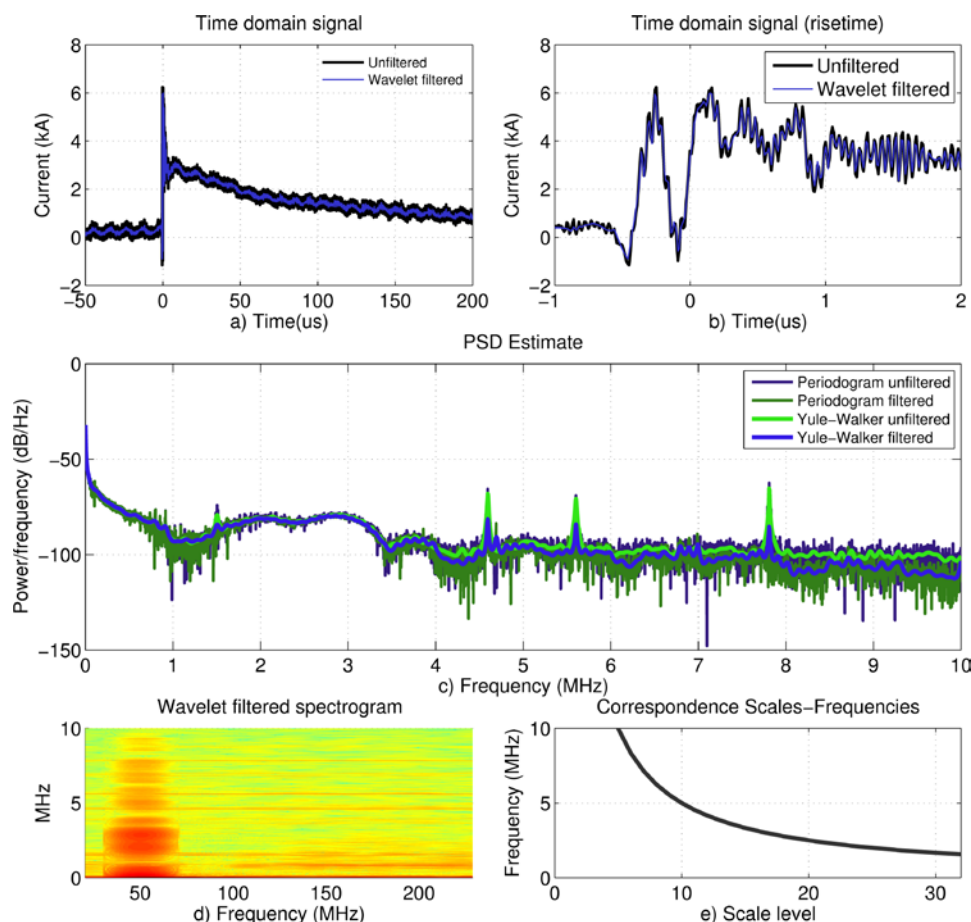 Time domain signal
8
6
4
2
0
−2
Current (kA)
Unfiltered
Wavelet filtered
−50 0 50 100 150 200
a) Time(us)
Time domain signal (risetime)
8
6
4
2
0
−2
Current (kA)
Unfiltered
Wavelet filtered
−1 0 1 2
b) Time(us)
PSD Estimate
0
−50
−100
−150
Power/frequency (dB/Hz)
Periodogram unfiltered
Periodogram filtered
Yule−Walker unfiltered
Yule−Walker filtered
0 1 2 3 4 5 6 7 8 9 10
c) Frequency (MHz)
Wavelet filtered spectrogram
10
5
0
MHz
50 100 150 200
d) Frequency (MHz)
Correspondence Scales−Frequencies
10
5
0
Frequency (MHz)
0 10 20 30
e) Scale level